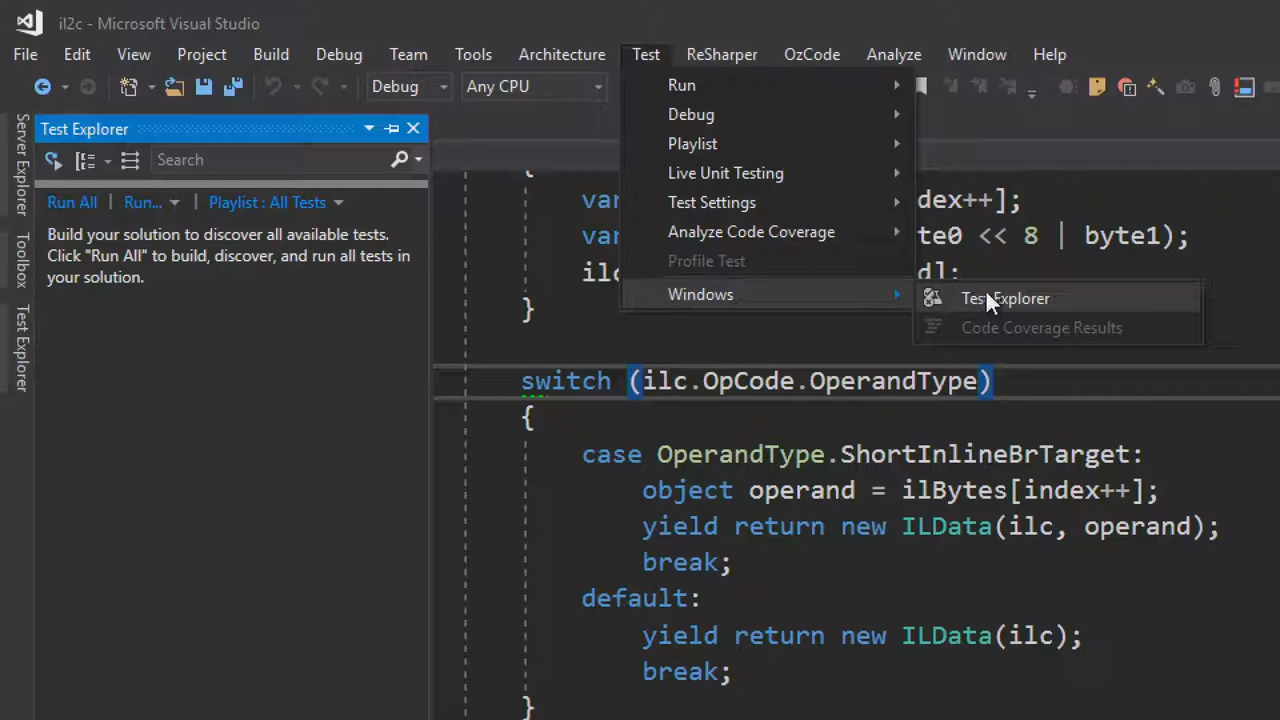 il2c - Microsoft Visual Studio
File Edit View Project Build Debug Team Tools Architecture Test ReSharper OzCode Analyze Window Help
Debug Any CPU
Server Explorer
Toolbox
Test Explorer
Test Explorer
Search
Run All | Run... Playlist : All Tests
Build your solution to discover all available tests.
Click "Run All" to build, discover, and run all tests in
your solution.
Run
Debug
Playlist
Live Unit Testing
Test Settings
Analyze Code Coverage
Profile Test
Windows
Test Explorer
Code Coverage Results
{
var dex++];
var te0 << 8 | byte1);
ilc dl;
}
switch (ilc.OpCode.OperandType)
{
case OperandType.ShortInlineBrTarget:
object operand = ilBytes[index++];
yield return new ILData(ilc, operand);
break;
default:
yield return new ILData(ilc);
break;
}